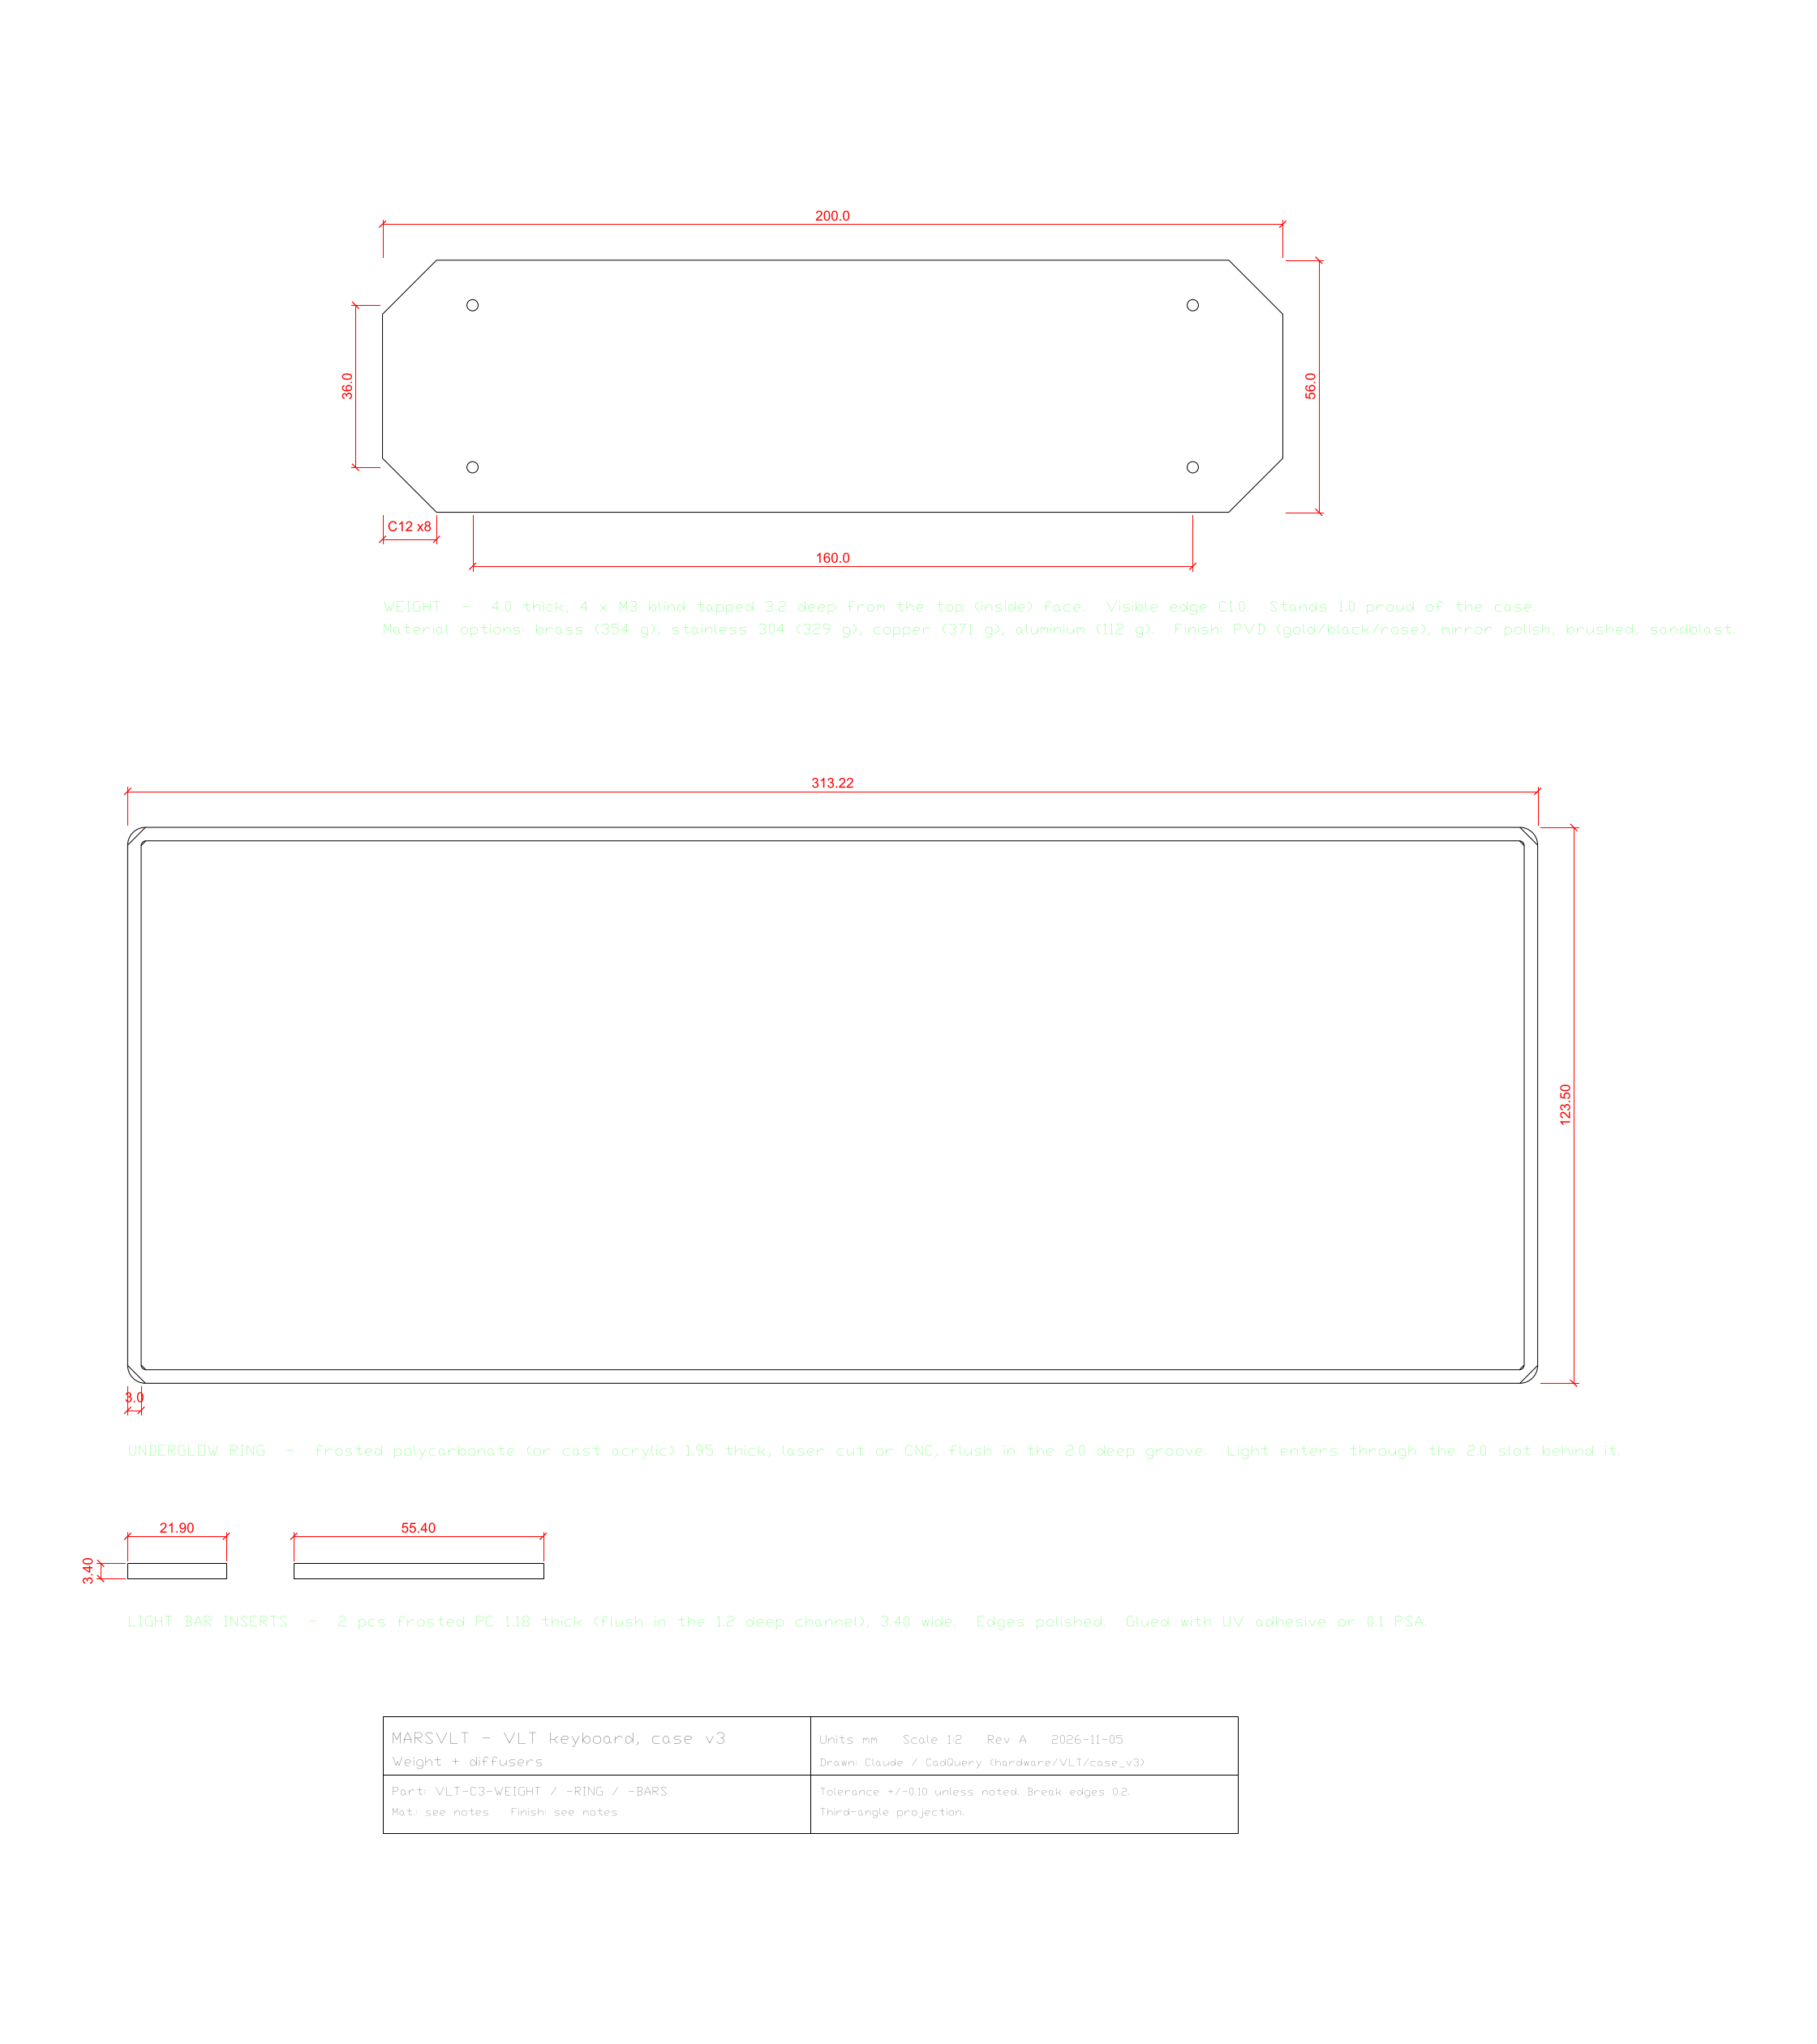 200.0
36.0
56.0
C12 x8
160.0
WEIGHT - 4.0 thick, 4 x M3 blind tapped 3.2 deep from the top (inside) face. Visible edge C1.0. Stands 1.0 proud of the case.
Material options: brass (354 g), stainless 304 (329 g), copper (371 g), aluminium (112 g). Finish: PVD (gold/black/rose), mirror polish, brushed, sandblast.
313.22
123.50
3.0
UNDERGLOW RING - frosted polycarbonate (or cast acrylic) 1.95 thick, laser cut or CNC, flush in the 2.0 deep groove. Light enters through the 2.0 slot behind it.
21.90
55.40
3.40
LIGHT BAR INSERTS - 2 pcs frosted PC 1.18 thick (flush in the 1.2 deep channel), 3.40 wide. Edges polished. Glued with UV adhesive or 0.1 PSA.
MARSVLT - VLT keyboard, case v3
Weight + diffusers
Units mm Scale 1:2 Rev A 2026-11-05
Drawn: Claude / CadQuery (hardware/VLT/case_v3)
Part: VLT-C3-WEIGHT / -RING / -BARS
Mat.: see notes Finish: see notes
Tolerance +/-0.10 unless noted. Break edges 0.2.
Third-angle projection.